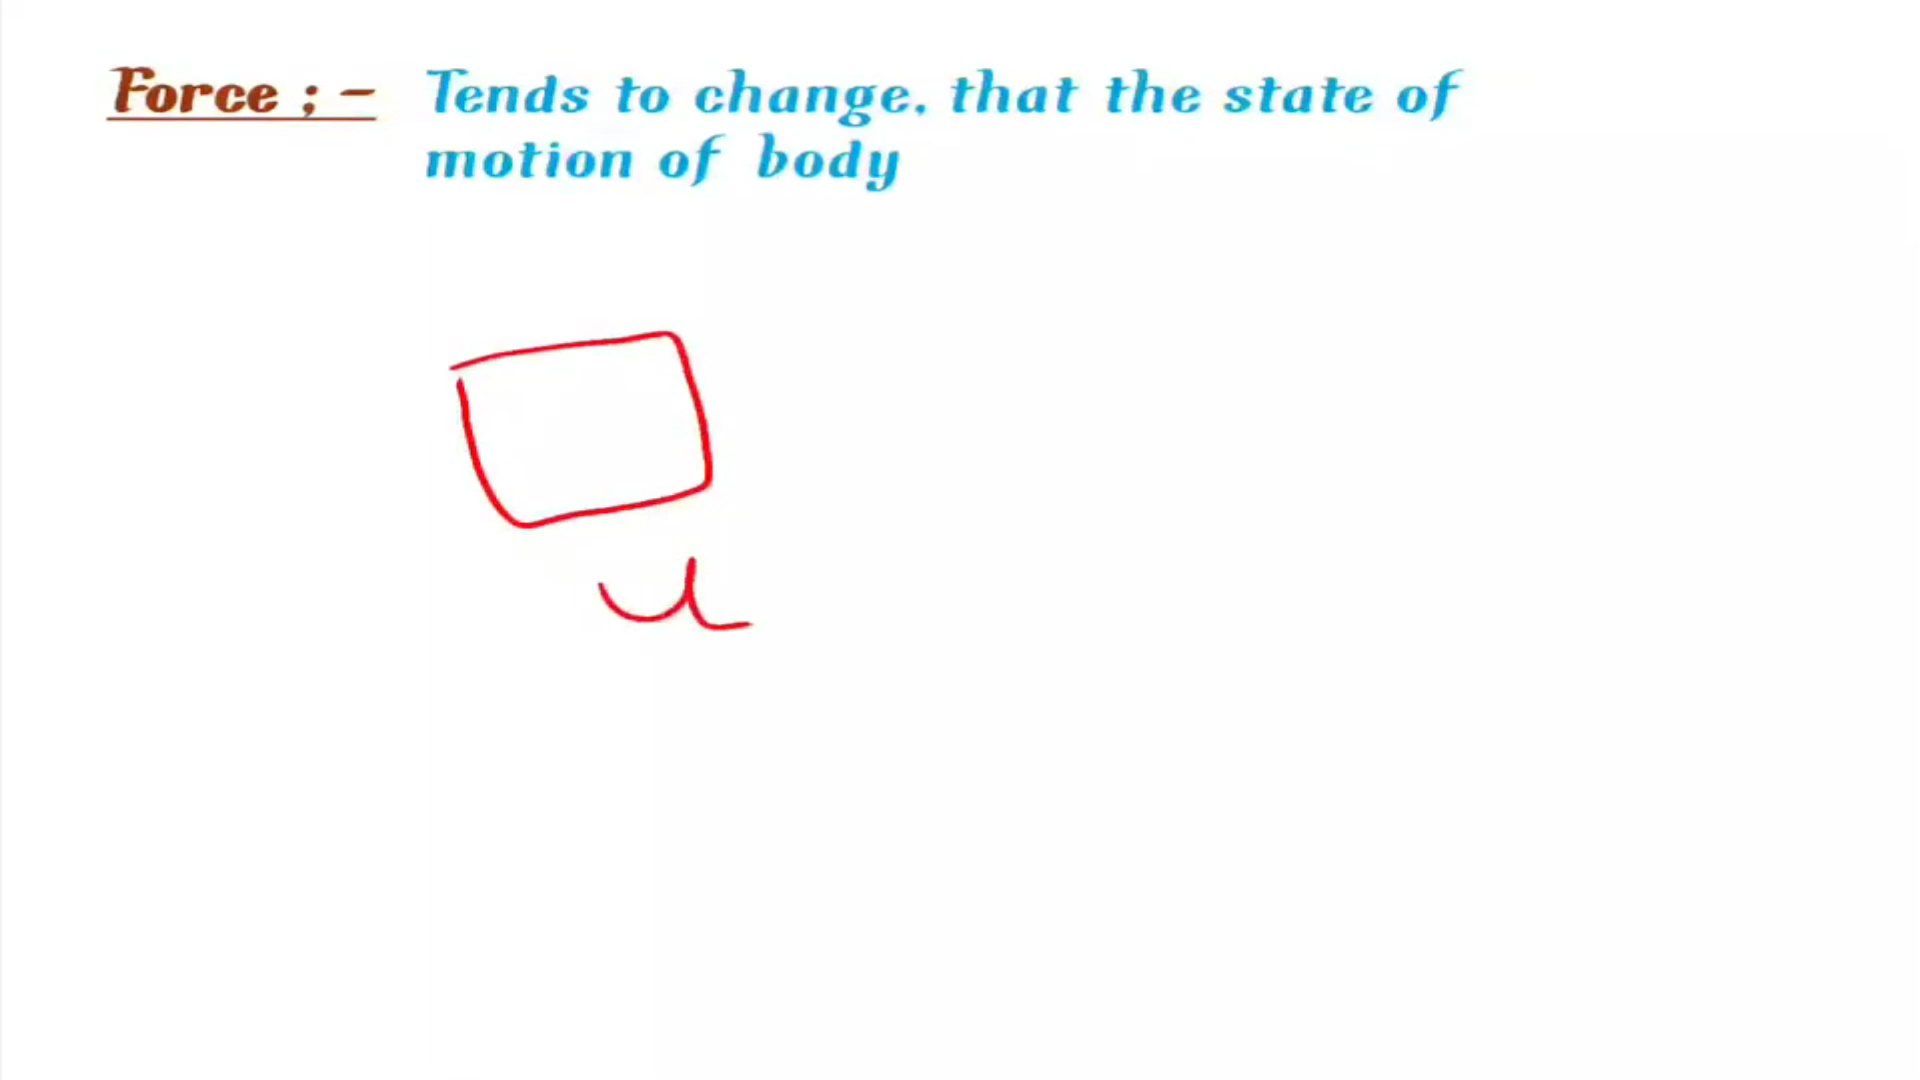 Force ; - Tends to change. that the state of
motion of body
u